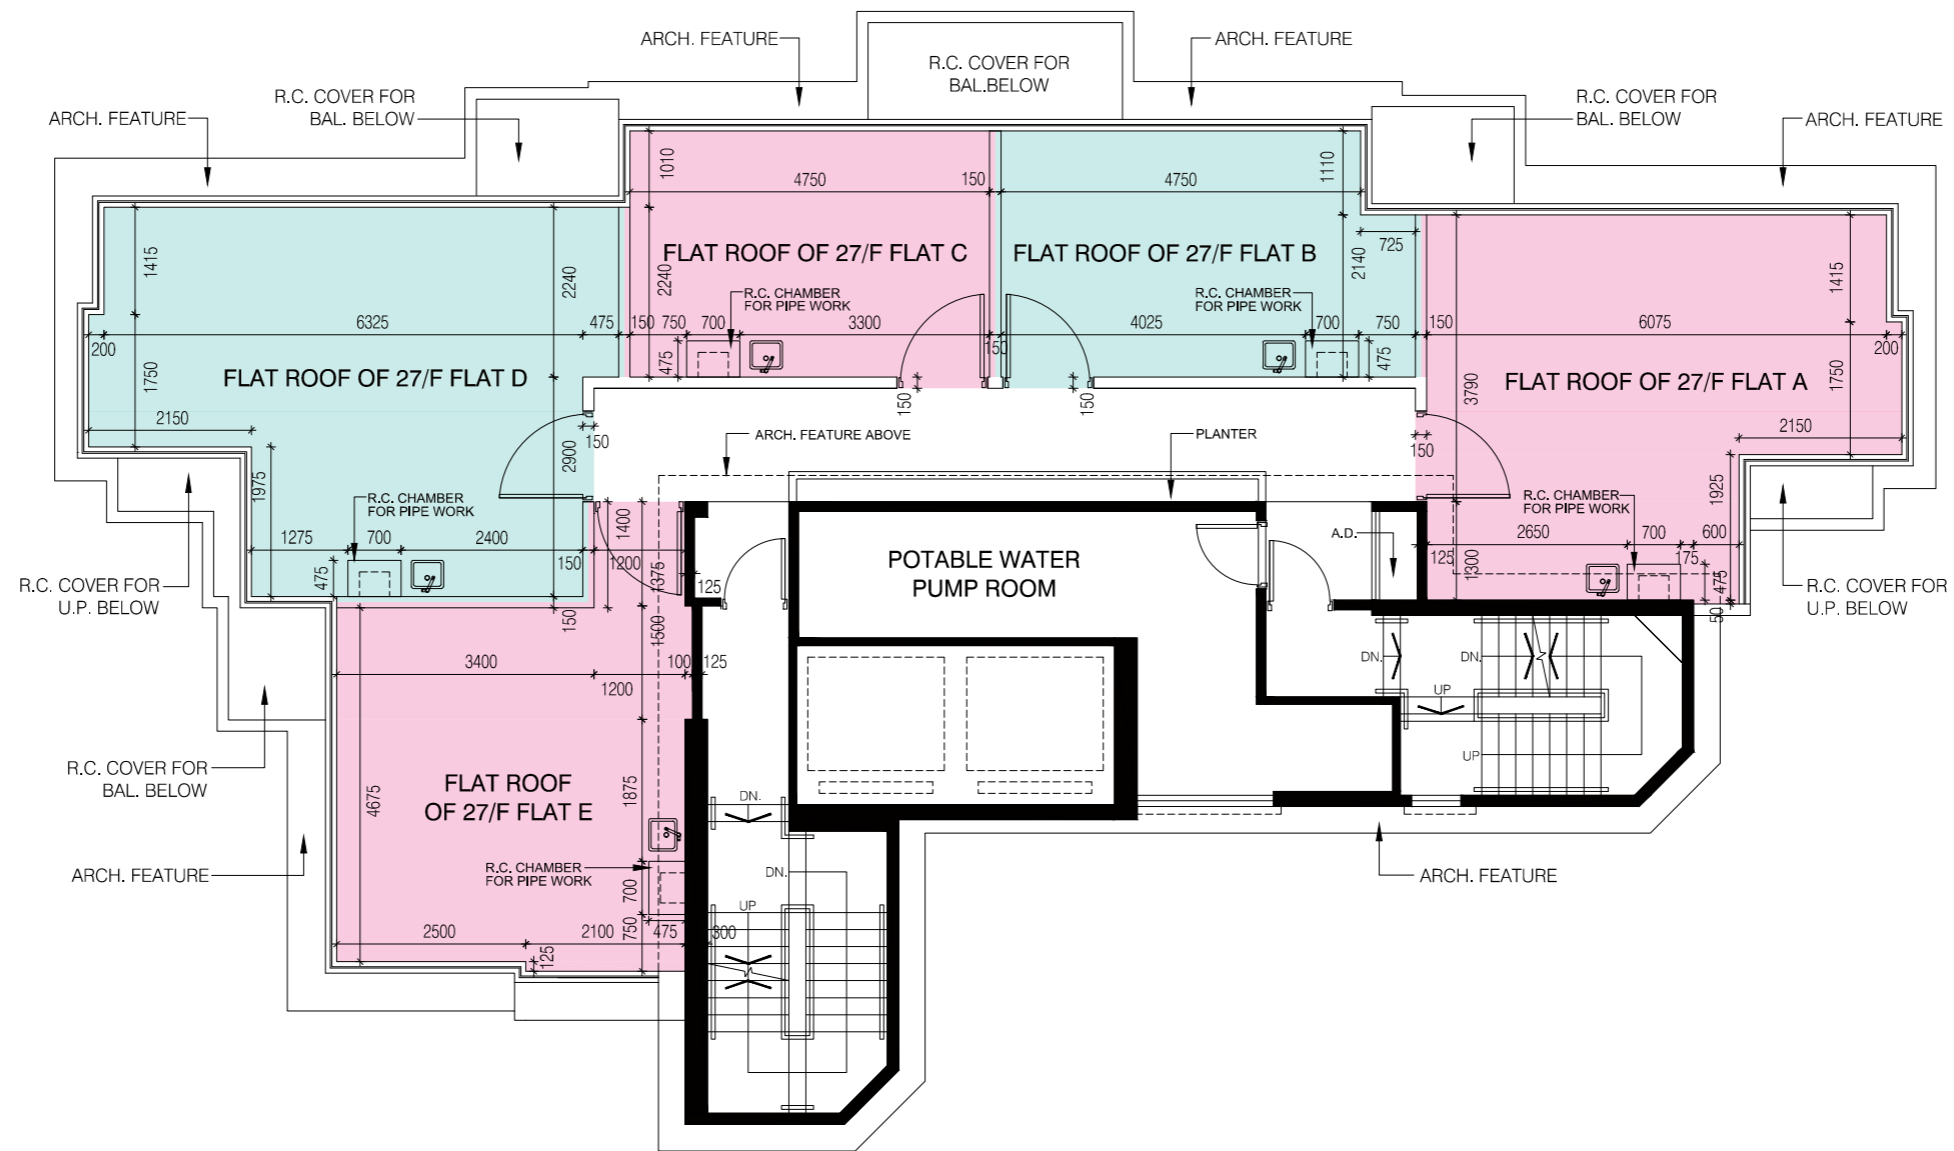 ARCH. FEATURE
ARCH. FEATURE
R.C. COVER FOR
BAL.BELOW
R.C. COVER FOR
BAL. BELOW
R.C. COVER FOR
BAL. BELOW
ARCH. FEATURE
ARCH. FEATURE
1010
1110
4750
150
4750
FLAT ROOF OF 27/F FLAT C
FLAT ROOF OF 27/F FLAT B
725
1415
2240
2240
2140
1415
R.C. CHAMBER
FOR PIPE WORK
R.C. CHAMBER
FOR PIPE WORK
6325
475
150
750
700
3300
4025
700
750
150
6075
200
150
200
475
475
1750
FLAT ROOF OF 27/F FLAT D
FLAT ROOF OF 27/F FLAT A
3790
1750
150
150
2150
150
ARCH. FEATURE ABOVE
PLANTER
150
2150
2900
1975
1925
R.C. CHAMBER
FOR PIPE WORK
R.C. CHAMBER
FOR PIPE WORK
1400
1275
700
2400
150
1200
A.D.
2650
700
600
POTABLE WATER
PUMP ROOM
475
1375
125
125
1300
175
475
R.C. COVER FOR
U.P. BELOW
R.C. COVER FOR
U.P. BELOW
150
1500
50
3400
100
125
1200
DN.
DN.
UP
UP
R.C. COVER FOR
BAL. BELOW
FLAT ROOF
OF 27/F FLAT E
4675
1875
DN.
ARCH. FEATURE
R.C. CHAMBER
FOR PIPE WORK
DN.
ARCH. FEATURE
700
UP
2500
2100
750
475
300
125